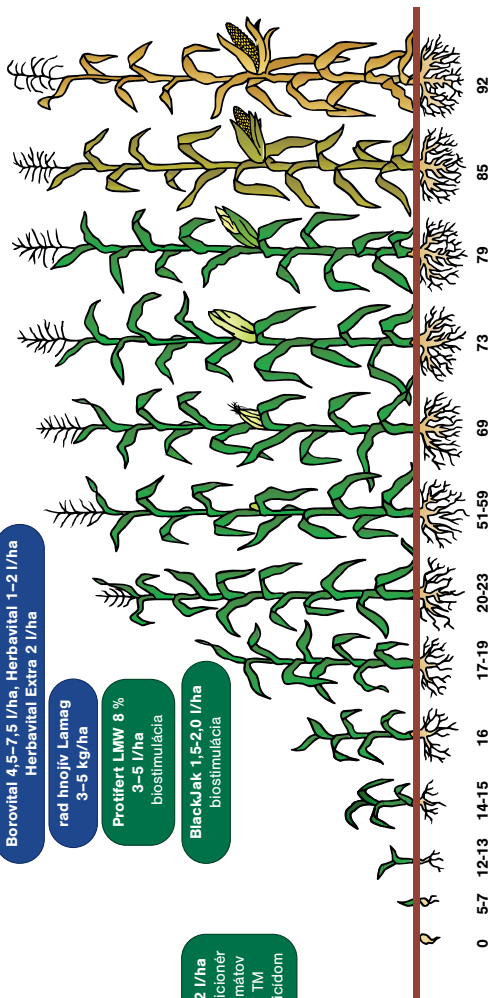 Borovital 4,5–7,5 l/ha, Herbavital 1–2 l/ha
Herbavital Extra 2 l/ha
rad hnojív Lamag
3–5 kg/ha
Protifert LMW 8 %
3–5 l/ha
biostimulácia
BlackJak 1,5-2,0 l/ha
biostimulácia
2 l/ha
TM
0
5-7
12-13
14-15
16
17-19
20-23
51-59
69
73
79
85
92